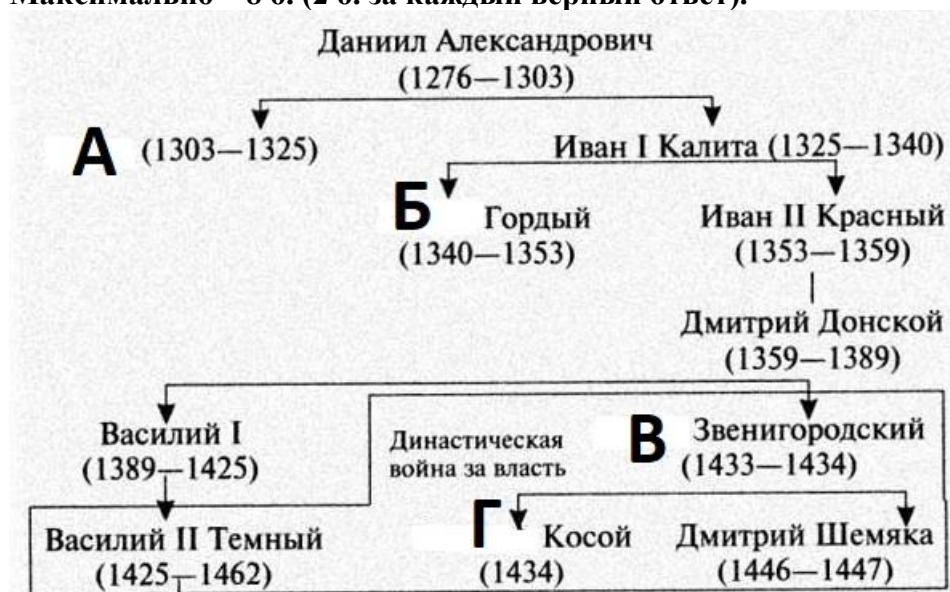 Даниил Александрович
(1276—1303)
А (1303—1325)
Иван I Калита (1325—1340)
Б Гордый
(1340—1353)
Иван II Красный
(1353—1359)
Дмитрий Донской
(1359—1389)
Василий I
(1389—1425)
Династическая
война за власть
В Звенигородский
(1433—1434)
Василий II Темный
(1425—1462)
Г Косой
(1434)
Дмитрий Шемяка
(1446—1447)